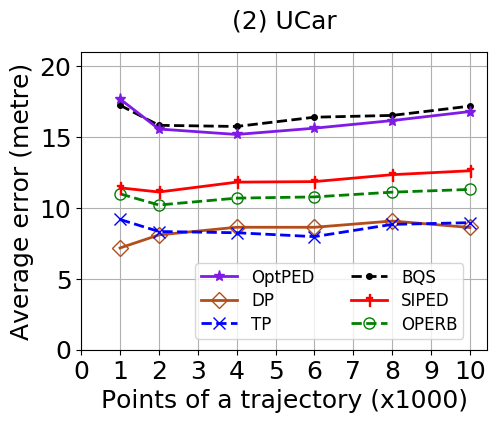 (2) UCar
Average error (metre)
20
15
10
5
0
OptPED
DP
TP
BQS
SIPED
OPERB
0 1 2 3 4 5 6 7 8 9 10
Points of a trajectory (x1000)